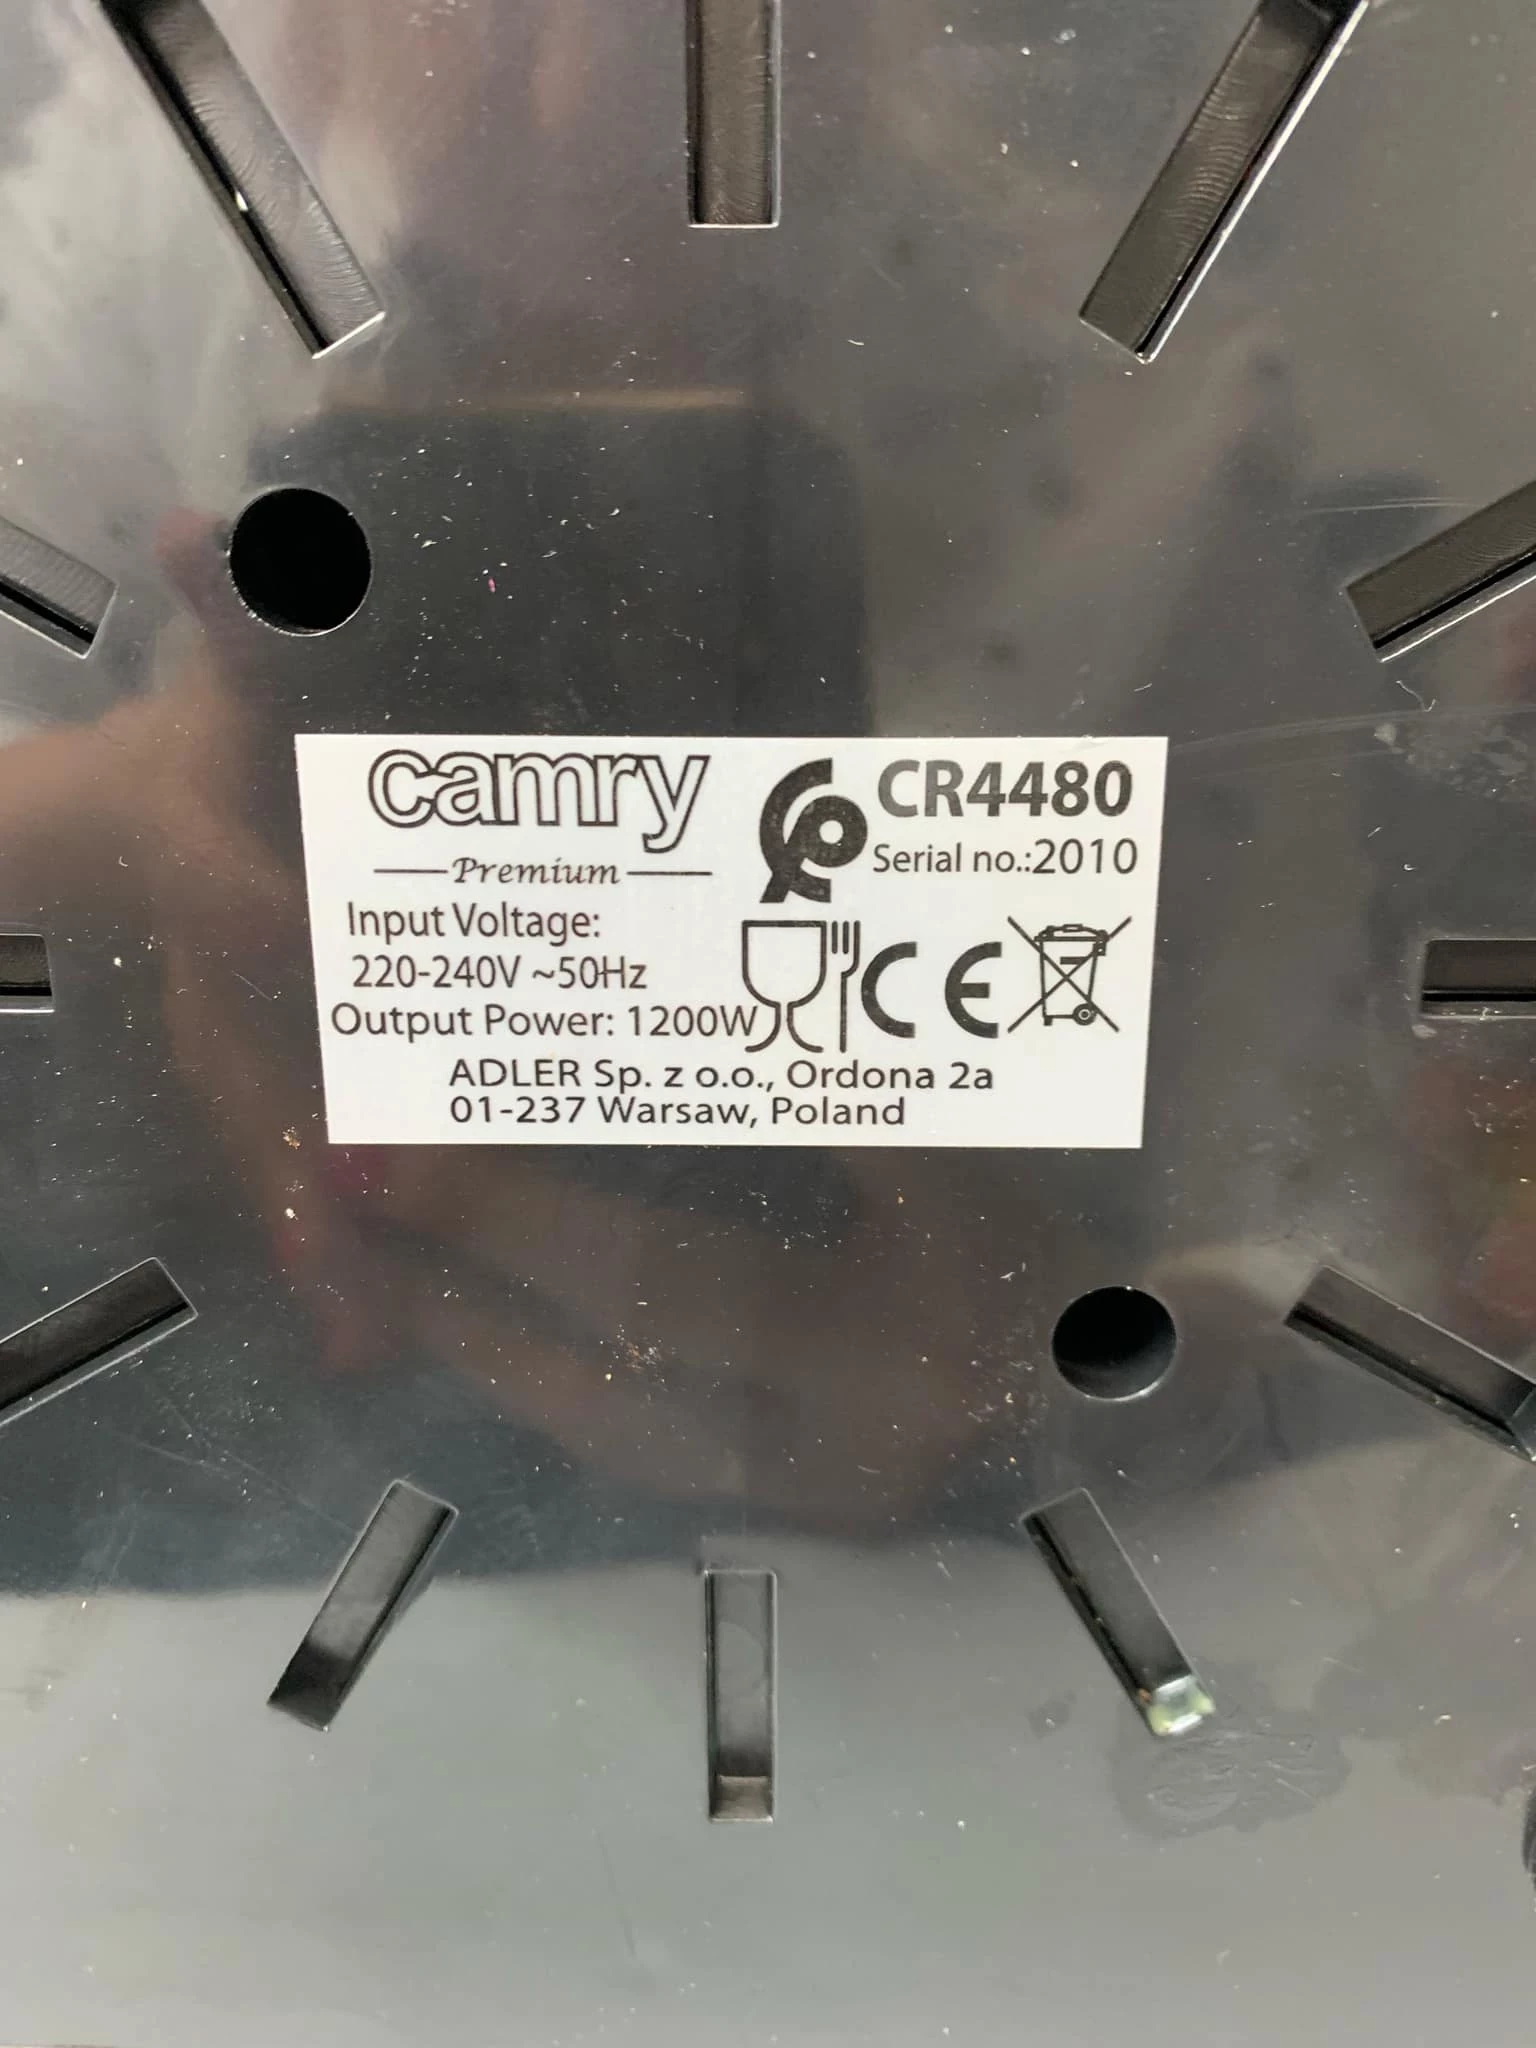 camry
Premium
CR4480
Serial no.:2010
Input Voltage:
220-240V ~50Hz
Output Power: 1200W
CE
ADLER Sp. z o.o., Ordona 2a
01-237 Warsaw, Poland